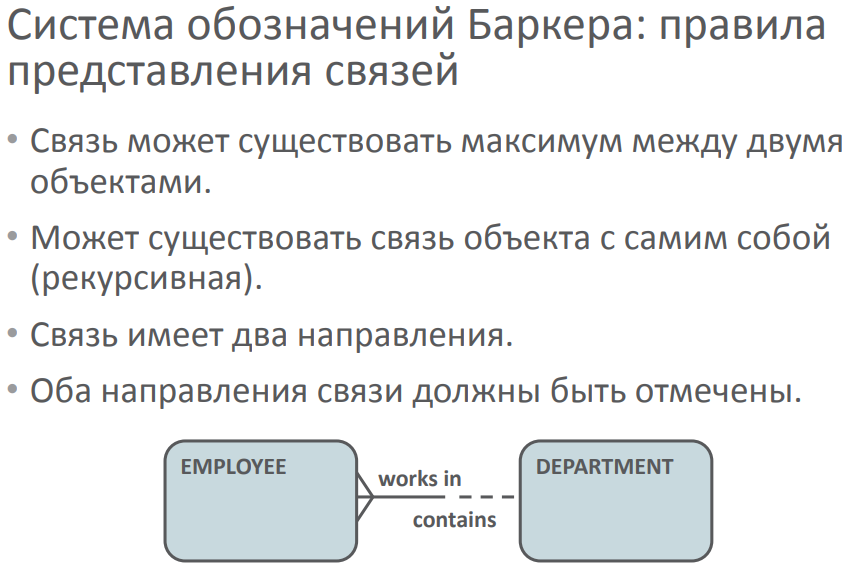 Система обозначений Баркера: правила
представления связей
• Связь может существовать максимум между двумя
объектами.
• Может существовать связь объекта с самим собой
(рекурсивная).
• Связь имеет два направления.
• Оба направления связи должны быть отмечены.
EMPLOYEE
works in
contains
DEPARTMENT